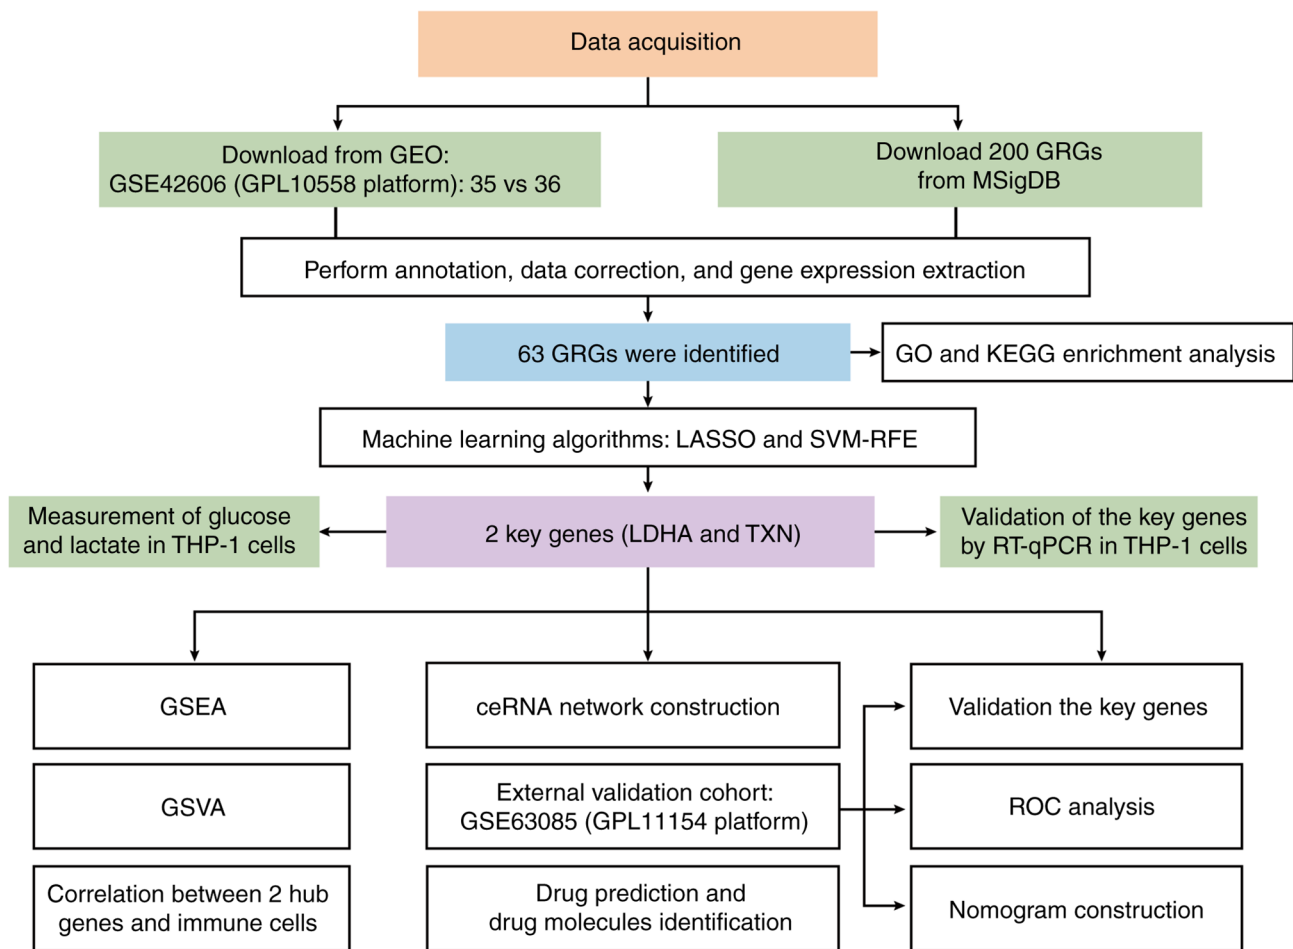 Data acquisition
Download from GEO:
GSE42606 (GPL10558 platform): 35 vs 36
Download 200 GRGs
from MSigDB
Perform annotation, data correction, and gene expression extraction
63 GRGs were identified
GO and KEGG enrichment analysis
Machine learning algorithms: LASSO and SVM-RFE
Measurement of glucose
and lactate in THP-1 cells
2 key genes (LDHA and TXN)
Validation of the key genes
by RT-qPCR in THP-1 cells
GSEA
ceRNA network construction
Validation the key genes
GSVA
External validation cohort:
GSE63085 (GPL11154 platform)
ROC analysis
Correlation between 2 hub
genes and immune cells
Drug prediction and
drug molecules identification
Nomogram construction